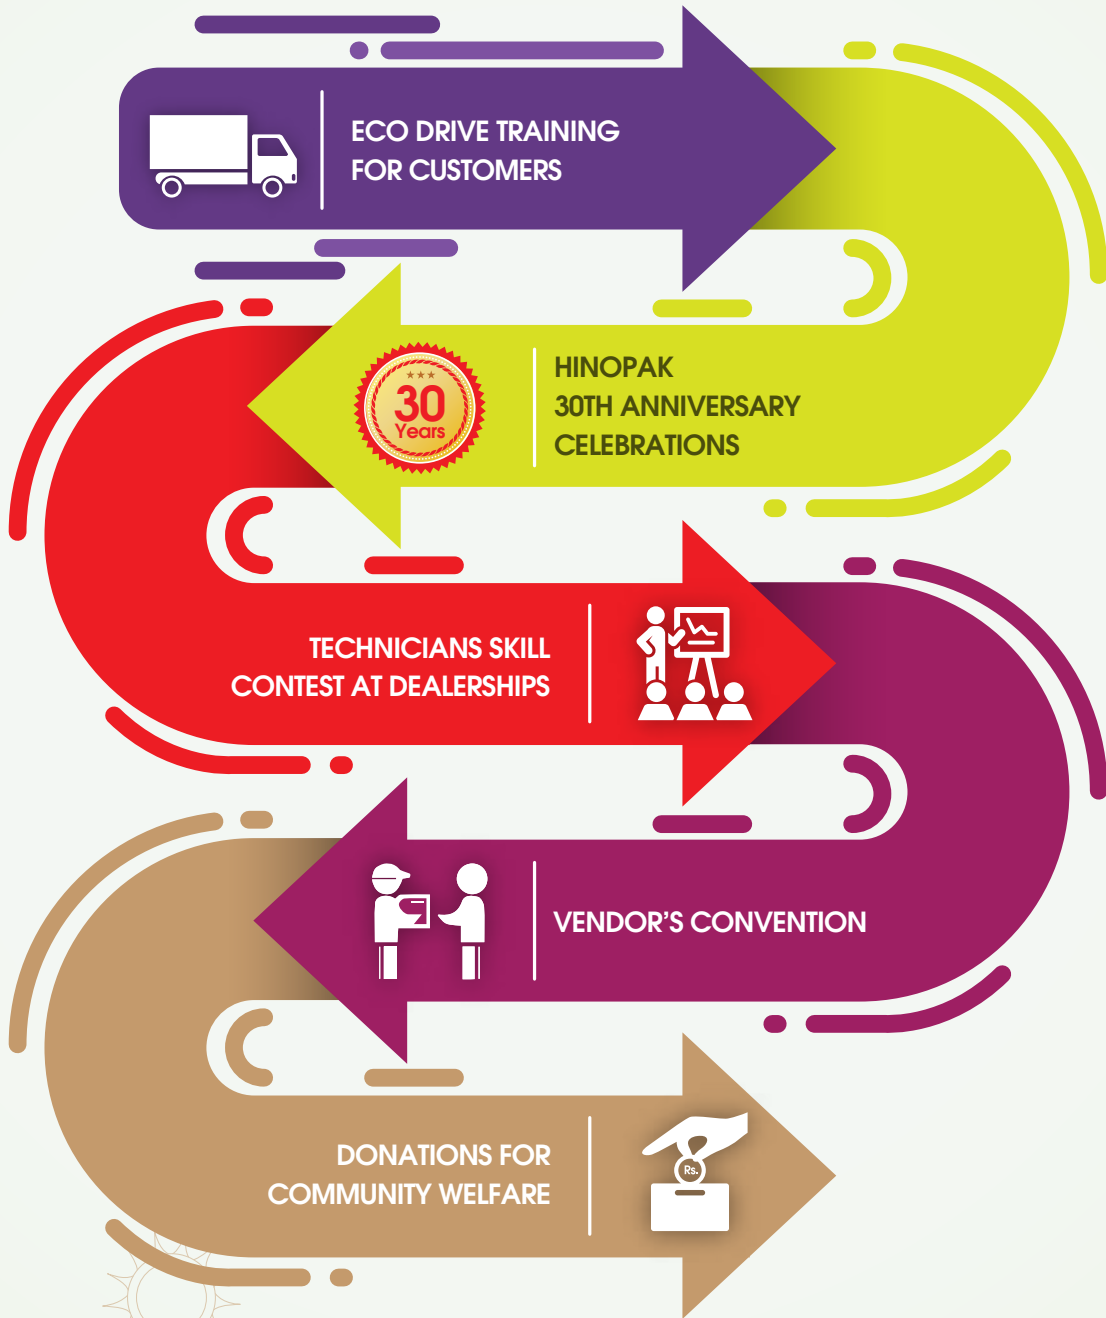 ECO DRIVE TRAINING
FOR CUSTOMERS
30
Years
HINOPAK
30TH ANNIVERSARY
CELEBRATIONS
TECHNICIANS SKILL
CONTEST AT DEALERSHIPS
VENDOR’S CONVENTION
DONATIONS FOR
COMMUNITY WELFARE
Rs.